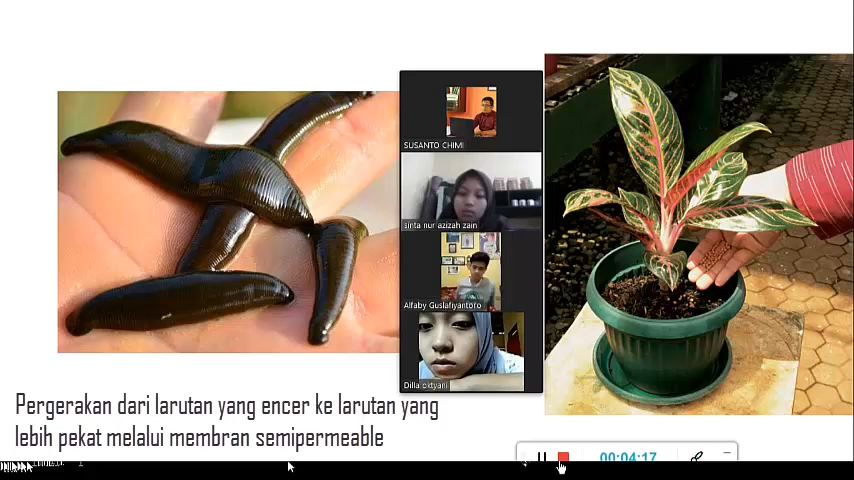 SUSANTO CHIMI
sinta nur azizah zain
Alfaby Guslafiyantoro
Dilla oktyani
Pergerakan dari larutan yang encer ke larutan yang
lebih pekat melalui membran semipermeable
00:04:17